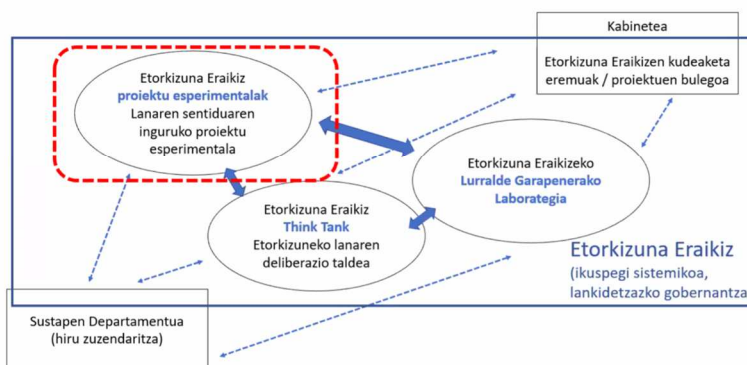 Kabinetea
Etorkizuna Eraikizen kudeaketa
eremuak / proiektuen bulegoa
Etorkizuna Eraikiz
proiektu esperimentalak
Lanaren sentiduaren
inguruko proiektu
esperimentala
Etorkizuna Eraikizeko
Lurralde Garapenerako
Laborategia
Etorkizuna Eraikiz
Think Tank
Etorkizuneko lanaren
deliberazio taldea
Etorkizuna Eraikiz
(ikuspegi sistemikoa,
lankidetzazko gobernantza)
Sustapen Departamentua
(hiru zuzendaritza)